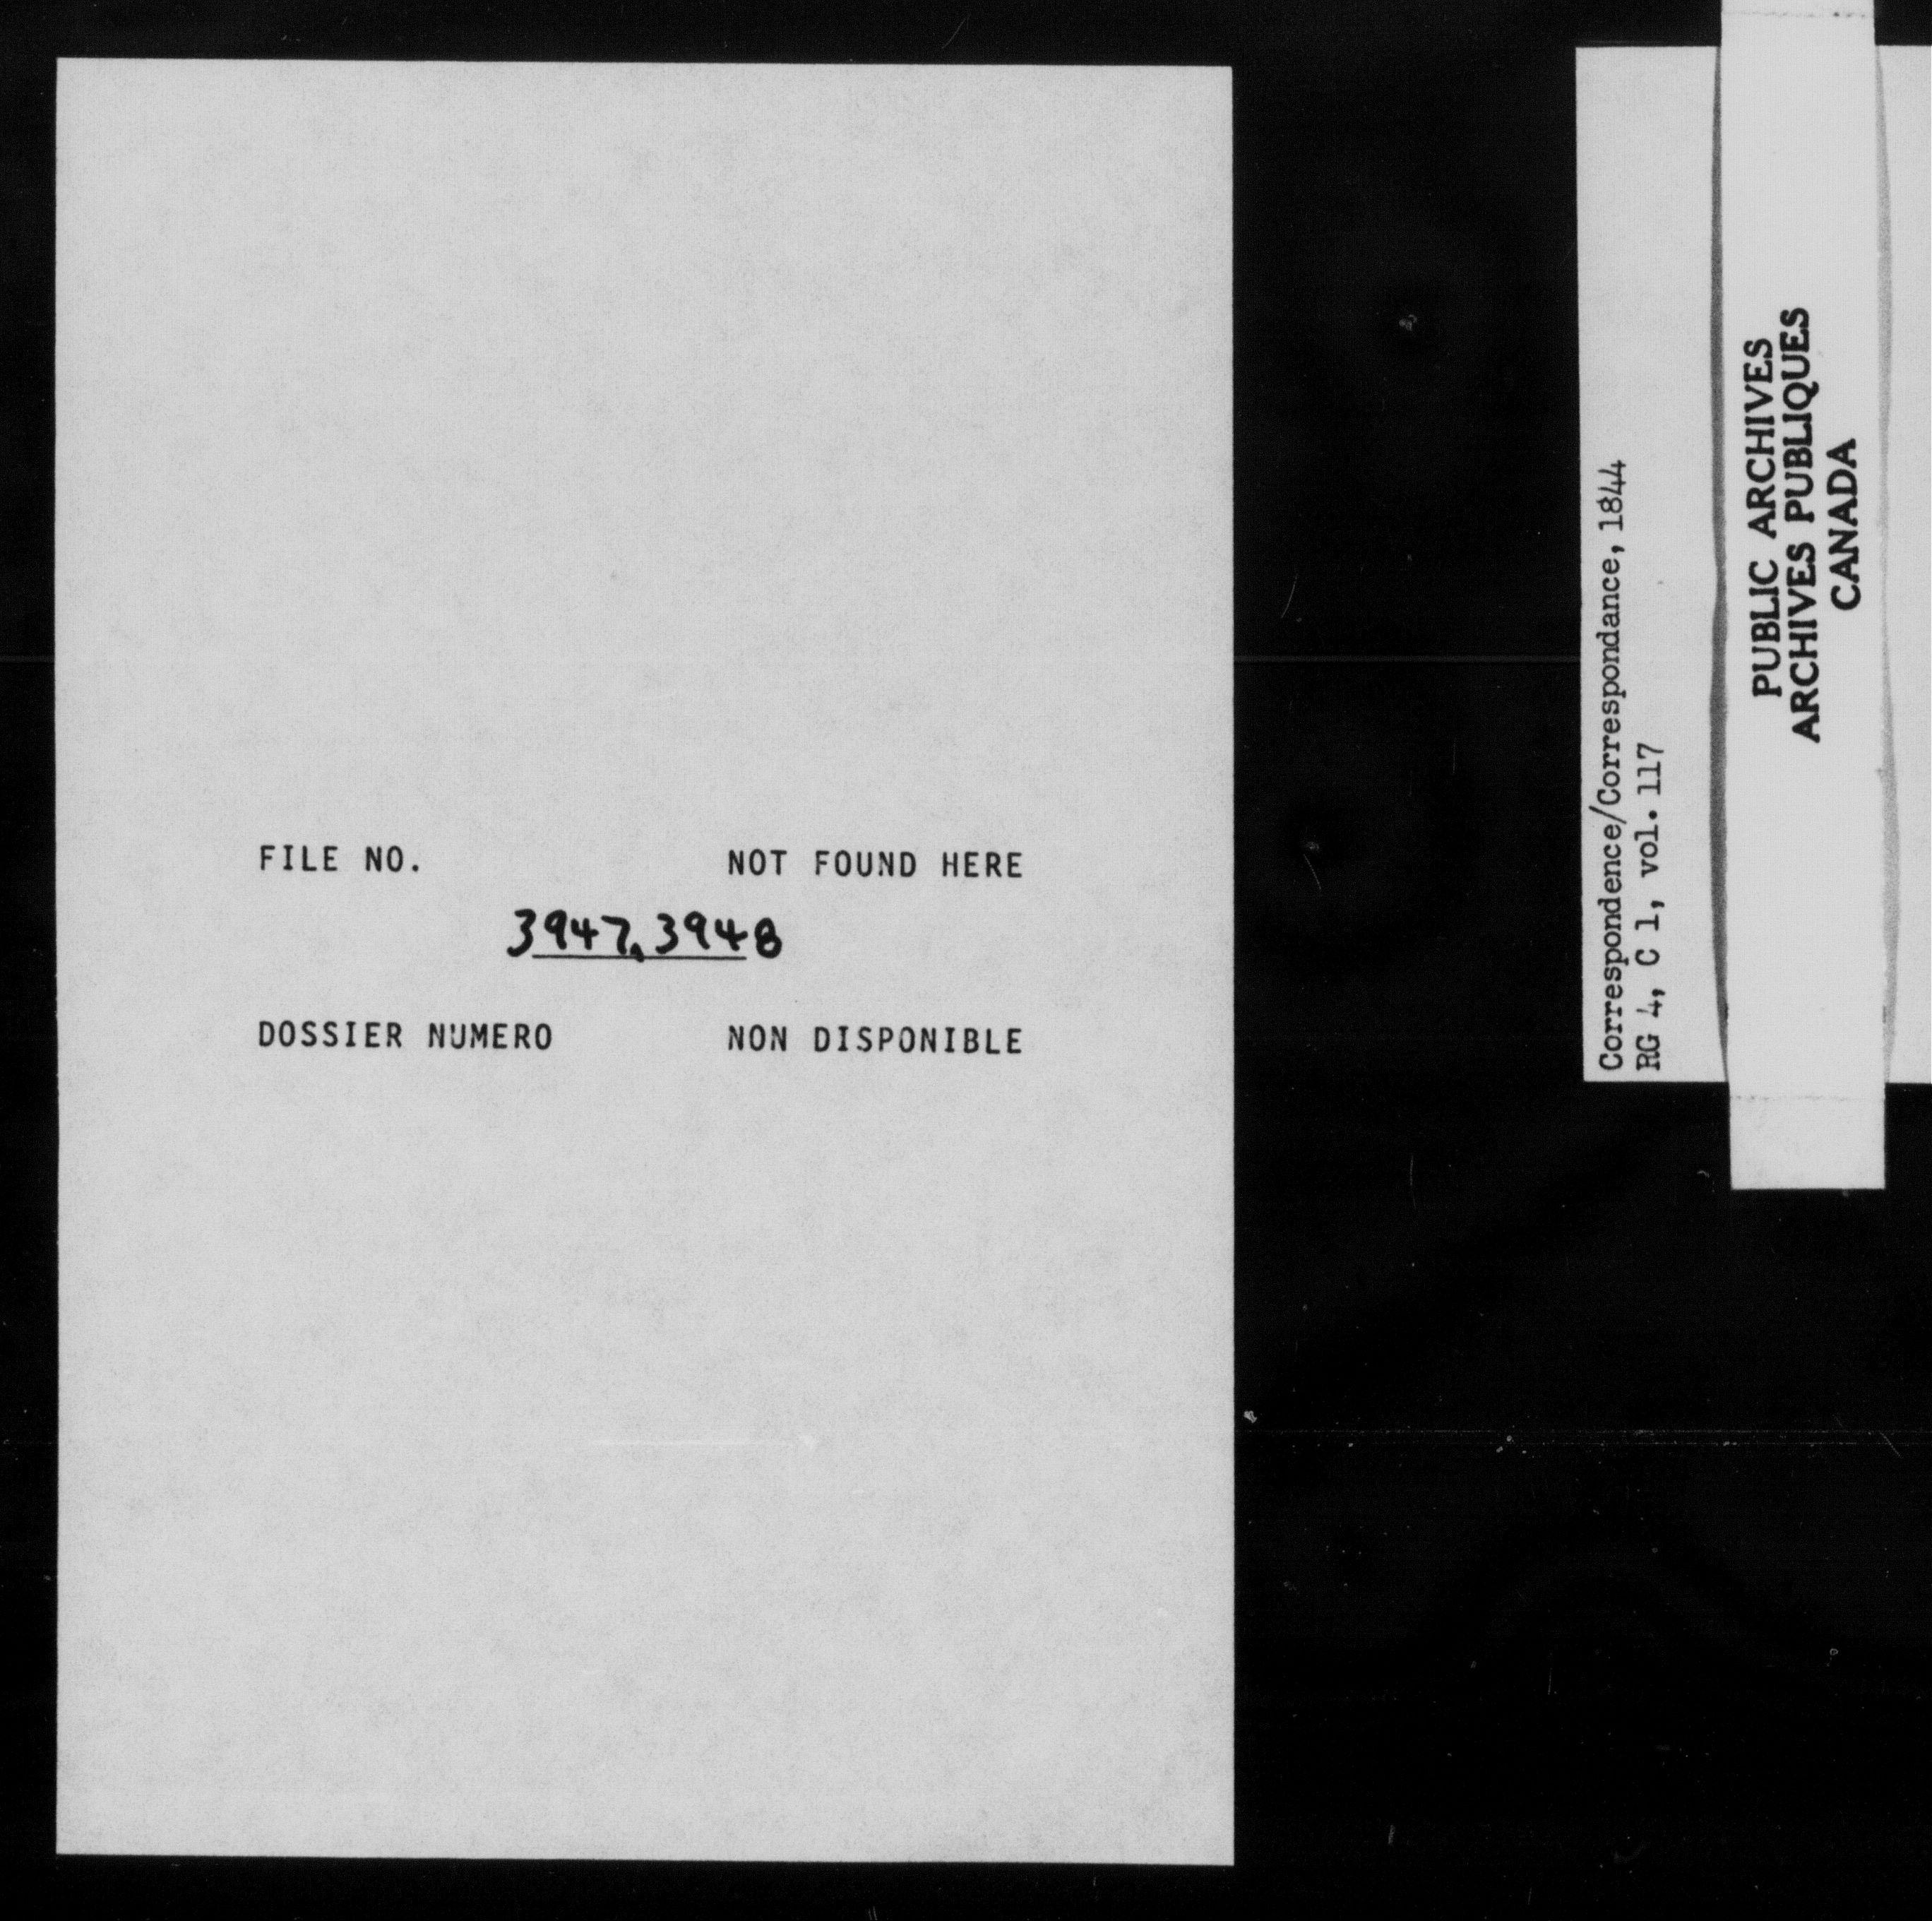 FILE NO. NOT FOUND HERE
3947, 3948
DOSSIER NUMERO NON DISPONIBLE
Correspondence/Correspondance, 1844
RG 4, C 1, vol. 117
PUBLIC ARCHIVES
ARCHIVES PUBLIQUES
CANADA